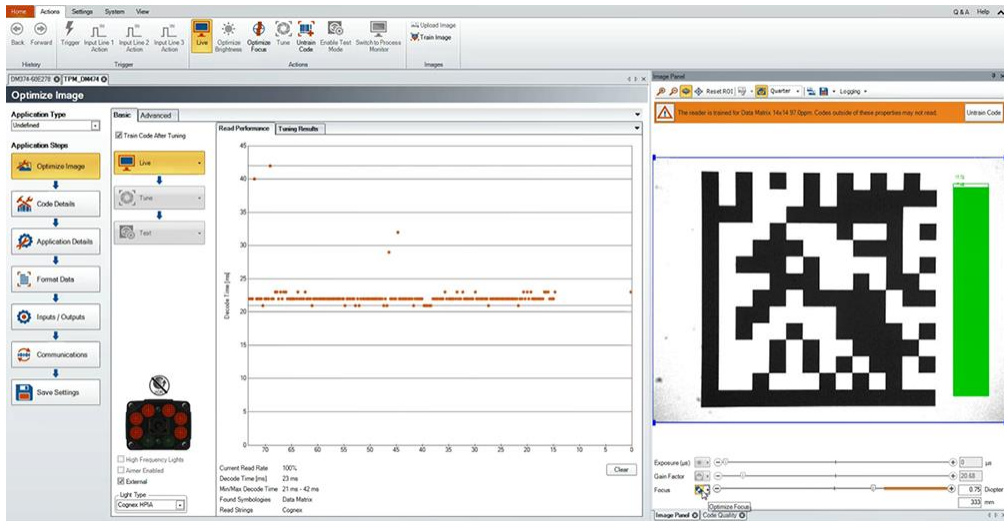 Home Actions Settings System View Q & A Help
Back Forward Trigger Input Line 1 Action Input Line 2 Action Input Line 3 Action Live Optimize Brightness Optimize Focus Tune Untrain Code Enable Test Mode Switch to Process Monitor Upload Image Train Image
History Trigger Actions Images
DM374-60E278 TPM_DM474 Image Panel
Optimize Image
Reset ROI Quarter Logging
Application Type
Undefined
Application Steps
Optimize Image
Code Details
Application Details
Format Data
Inputs / Outputs
Communications
Save Settings
Basic Advanced
Train Code After Tuning
Live
Tune
Test
High Frequency Lights
Aimer Enabled
External
Light Type
Cognex HPIA
Read Performance Tuning Results
Decode Time [ms]
45
40
35
30
25
20
15
10
5
0
70 65 60 55 50 45 40 35 30 25 20 15 10 5 0
Current Read Rate 100%
Decode Time [ms] 23 ms
Min/Max Decode Time 21 ms - 42 ms
Found Symbologies Data Matrix
Read Strings Cognex
Clear
The reader is trained for Data Matrix 14x14 97.0ppm. Codes outside of these properties may not read.
Untrain Code
Exposure (µs) 0 µs
Gain Factor 20.68
Focus 0.75 Diopter
333 mm
Optimize Focus
Image Panel Code Quality